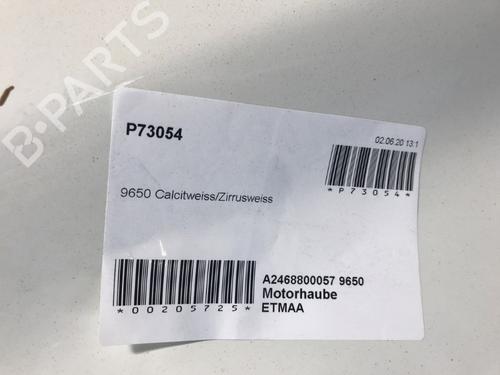 B-PARTS
P73054
02.06.20 13:1
*P73054*
9650 Calcitweiss/Zirrusweiss
*00205725*
A2468800057 9650
Motorhaube
ETMAA